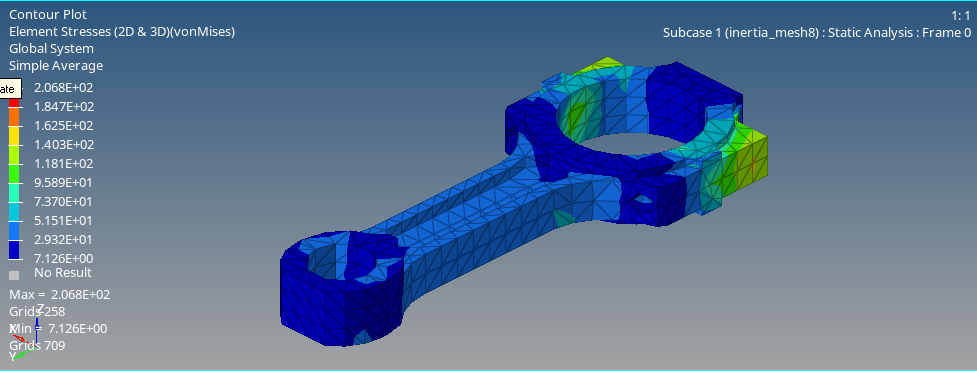 Contour Plot
1: 1
Element Stresses (2D & 3D)(vonMises)
Subcase 1 (inertia_mesh8) : Static Analysis : Frame 0
Global System
Simple Average
ate
2.068E+02
1.847E+02
1.625E+02
1.403E+02
1.181E+02
9.589E+01
7.370E+01
5.151E+01
2.932E+01
7.126E+00
No Result
Max = 2.068E+02
Grids 258
Z
Min = 7.126E+00
X
Grids 709
Y